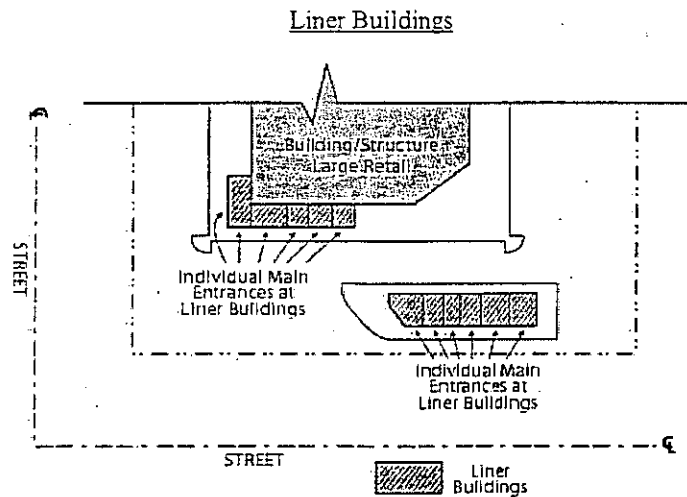 Liner Buildings
Building/Structure
Large Retail
STREET
Individual Main
Entrances at
Liner Buildings
Individual Main
Entrances at
Liner Buildings
STREET
Liner
Buildings